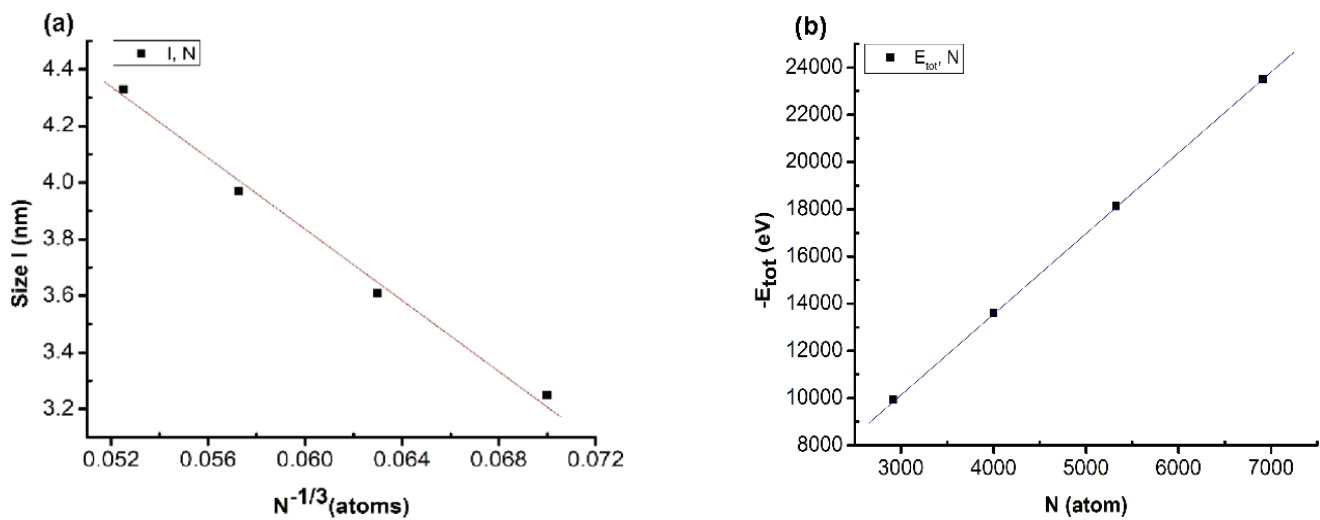 (a)
I, N
4.4
4.2
4.0
3.8
3.6
3.4
3.2
Size I (nm)
0.052 0.056 0.060 0.064 0.068 0.072
N-1/3(atoms)
(b)
Etot, N
24000
22000
20000
18000
16000
14000
12000
10000
8000
-Etot (eV)
3000 4000 5000 6000 7000
N (atom)